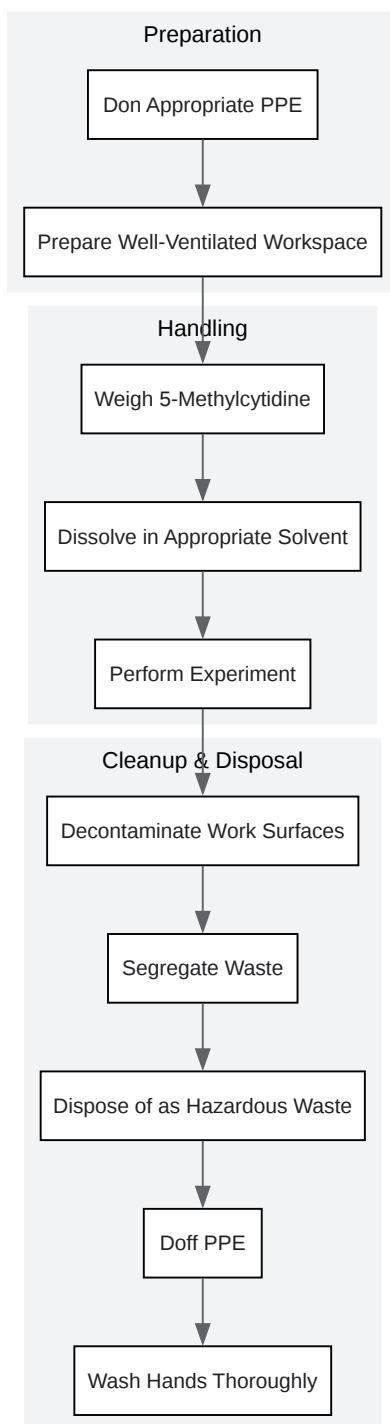 Preparation
Don Appropriate PPE
Prepare Well-Ventilated Workspace
Handling
Weigh 5-Methylcytidine
Dissolve in Appropriate Solvent
Perform Experiment
Cleanup & Disposal
Decontaminate Work Surfaces
Segregate Waste
Dispose of as Hazardous Waste
Doff PPE
Wash Hands Thoroughly